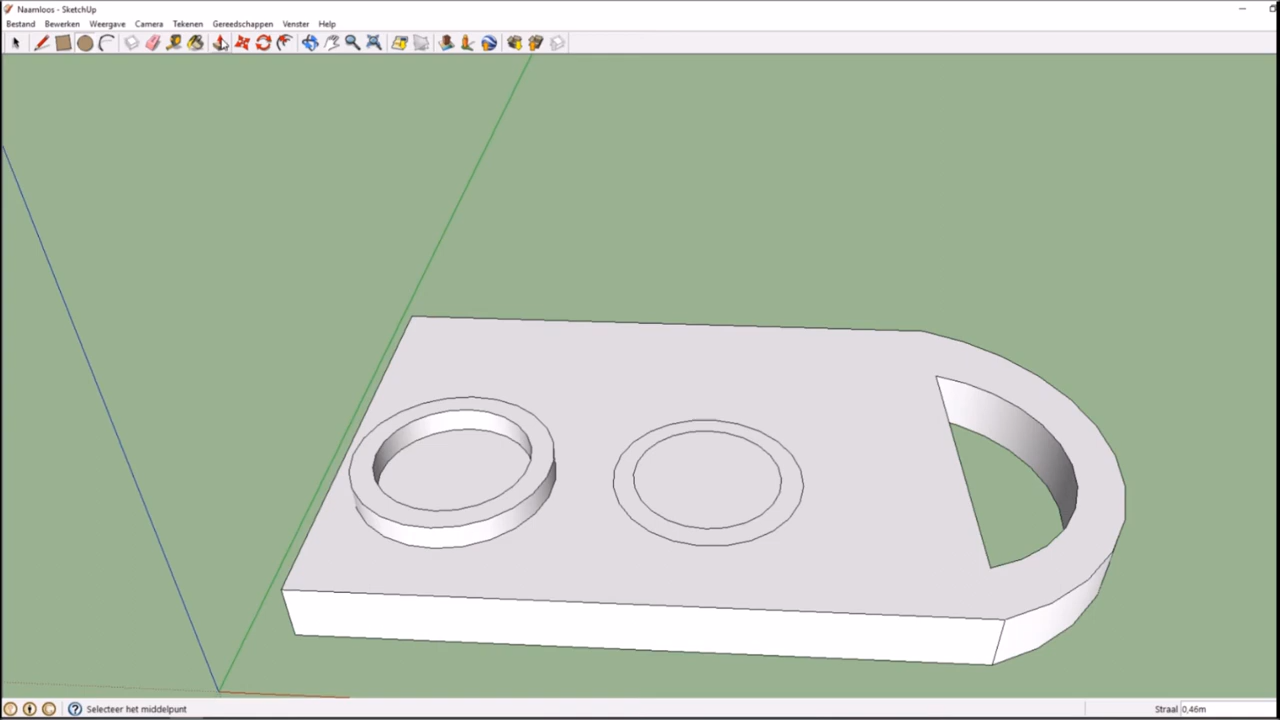 Naamloos - SketchUp
Bestand Bewerken Weergave Camera Tekenen Gereedschappen Venster Help
Selecteer het middelpunt
Straal 0,46m